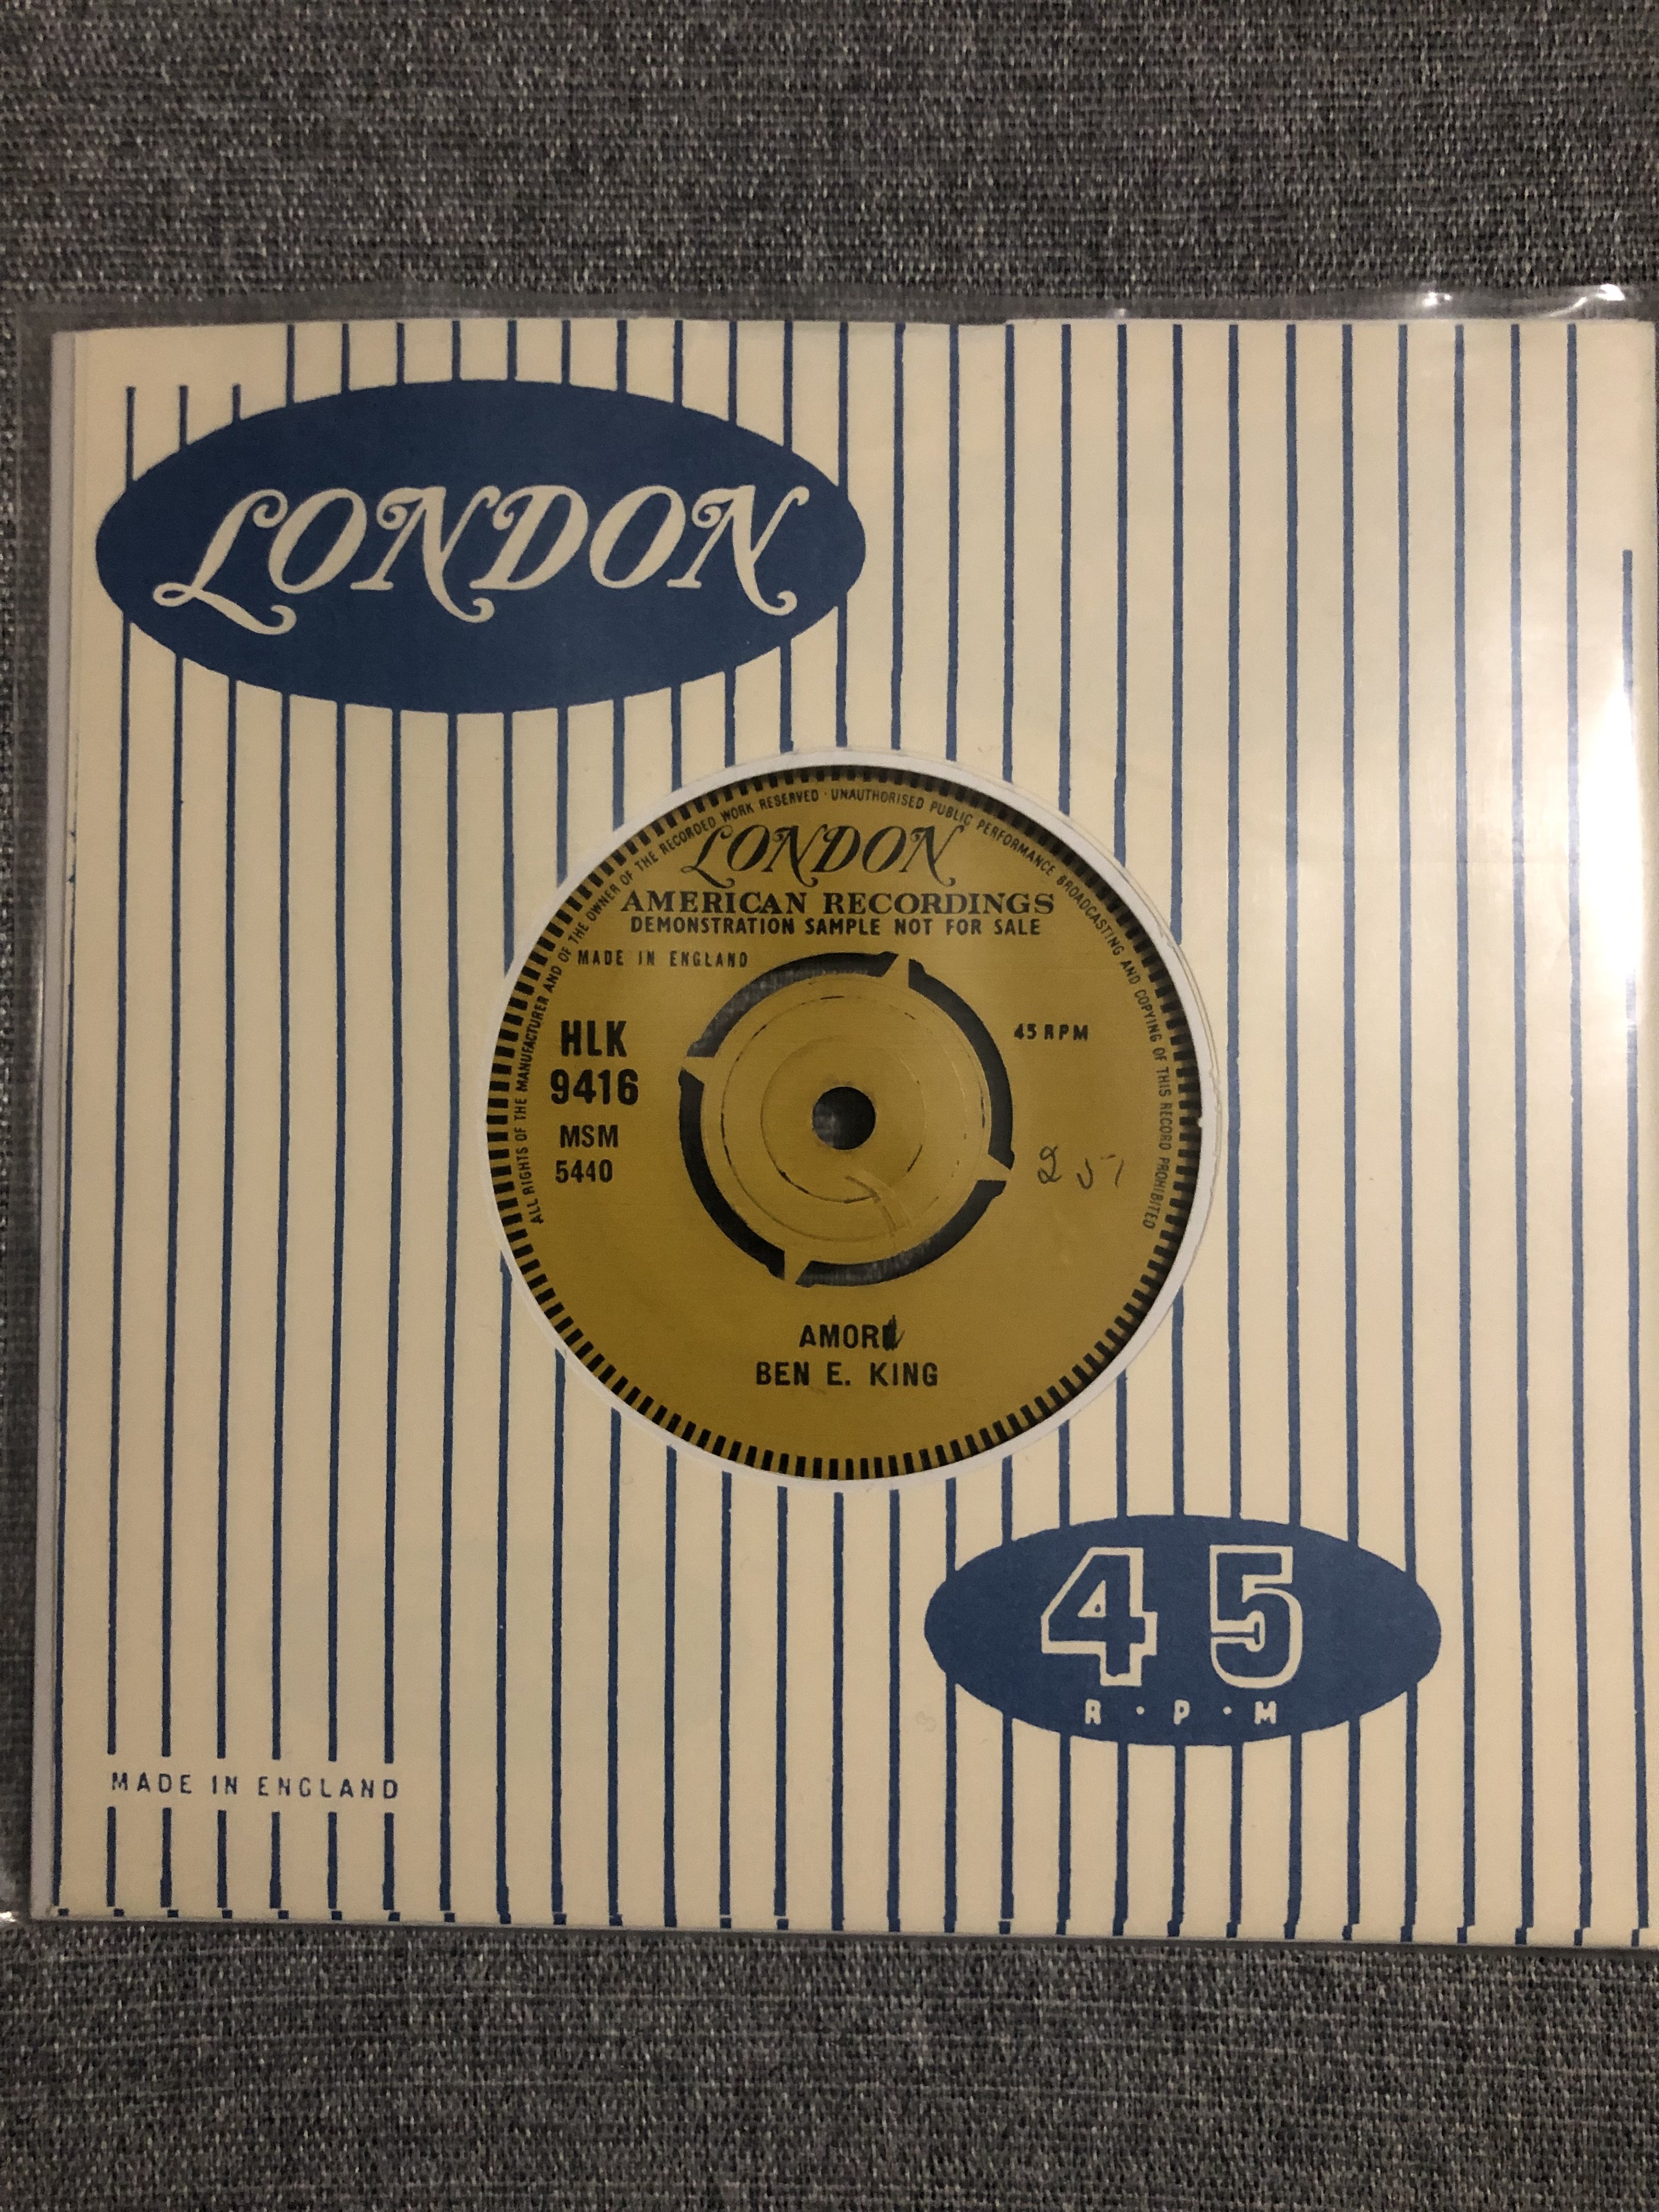 LONDON
ALL RIGHTS OF THE MANUFACTURER AND OF THE OWNER OF THE RECORDED WORK RESERVED · UNAUTHORISED PUBLIC PERFORMANCE BROADCASTING AND COPYING OF THIS RECORD PROHIBITED
LONDON
AMERICAN RECORDINGS
DEMONSTRATION SAMPLE NOT FOR SALE
MADE IN ENGLAND
HLK
9416
MSM
5440
45 RPM
257
AMOR
BEN E. KING
45
R·P·M
MADE IN ENGLAND